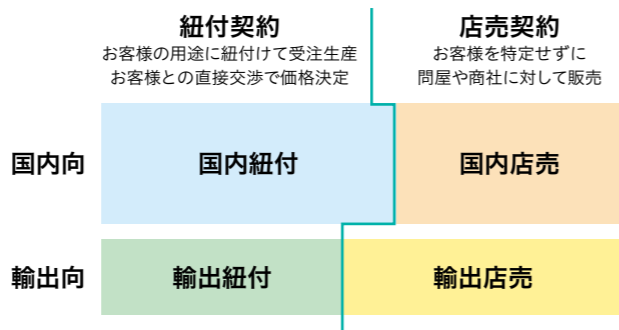 紐付契約
お客様の用途に紐付けて受注生産
お客様との直接交渉で価格決定
店売契約
お客様を特定せずに
問屋や商社に対して販売
国内向
国内紐付
国内店売
輸出向
輸出紐付
輸出店売